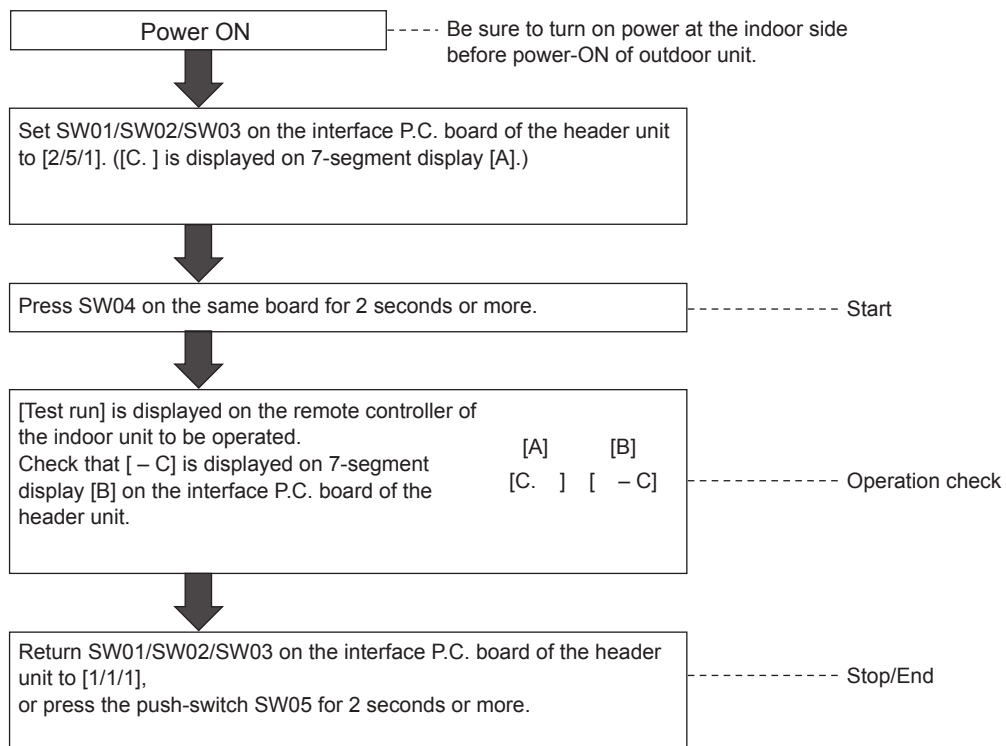 Power ON
Be sure to turn on power at the indoor side
before power-ON of outdoor unit.
Set SW01/SW02/SW03 on the interface P.C. board of the header unit
to [2/5/1]. ([C. ] is displayed on 7-segment display [A].)
Press SW04 on the same board for 2 seconds or more.
Start
[Test run] is displayed on the remote controller of
the indoor unit to be operated.
Check that [ – C] is displayed on 7-segment
display [B] on the interface P.C. board of the
header unit.
[A] [B]
[C. ] [ – C]
Operation check
Return SW01/SW02/SW03 on the interface P.C. board of the header
unit to [1/1/1],
or press the push-switch SW05 for 2 seconds or more.
Stop/End